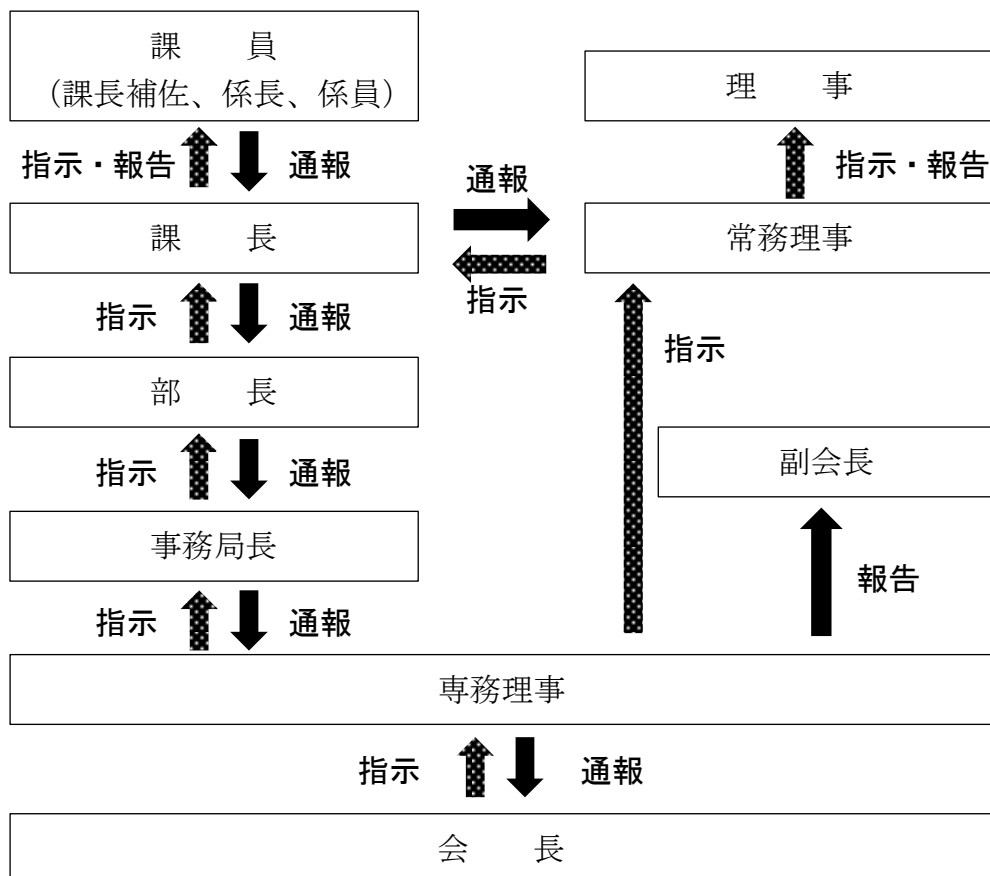 課　　員
（課長補佐、係長、係員）
理　　事
指示・報告
通報
指示・報告
通報
課　　長
常務理事
指示
指示
通報
指示
部　　長
副会長
指示
通報
事務局長
報告
指示
通報
専務理事
指示
通報
会　　長